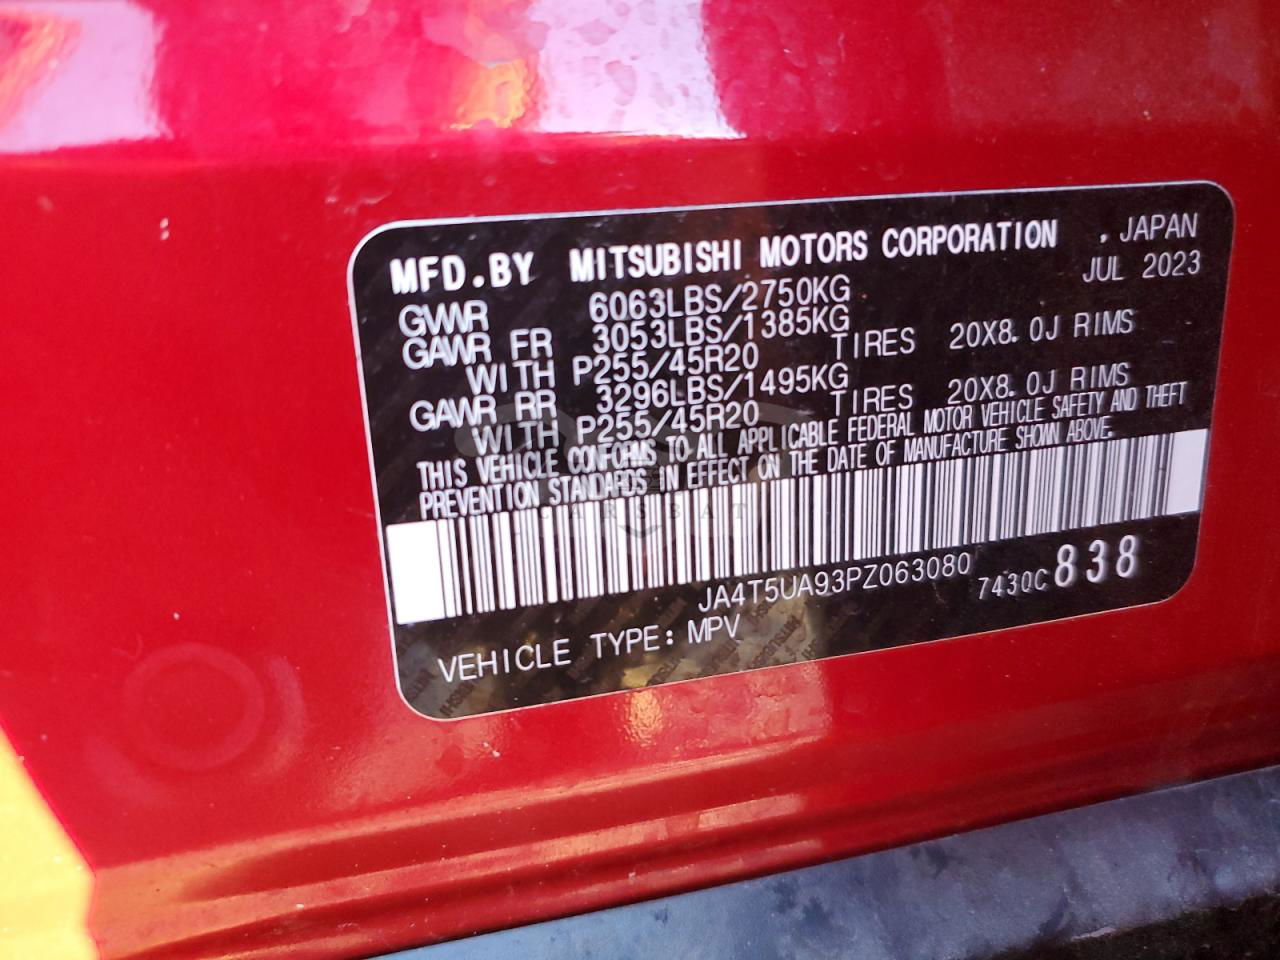 MFD.BY MITSUBISHI MOTORS CORPORATION . JAPAN
JUL 2023
GVWR 6063LBS/2750KG
GAWR FR 3053LBS/1385KG
WITH P255/45R20 TIRES 20X8.0J RIMS
GAWR RR 3296LBS/1495KG
WITH P255/45R20 TIRES 20X8.0J RIMS
THIS VEHICLE CONFORMS TO ALL APPLICABLE FEDERAL MOTOR VEHICLE SAFETY AND THEFT
PREVENTION STANDARDS IN EFFECT ON THE DATE OF MANUFACTURE SHOWN ABOVE.
CARSBAT
JA4T5UA93PZ063080 7430C 838
VEHICLE TYPE: MPV